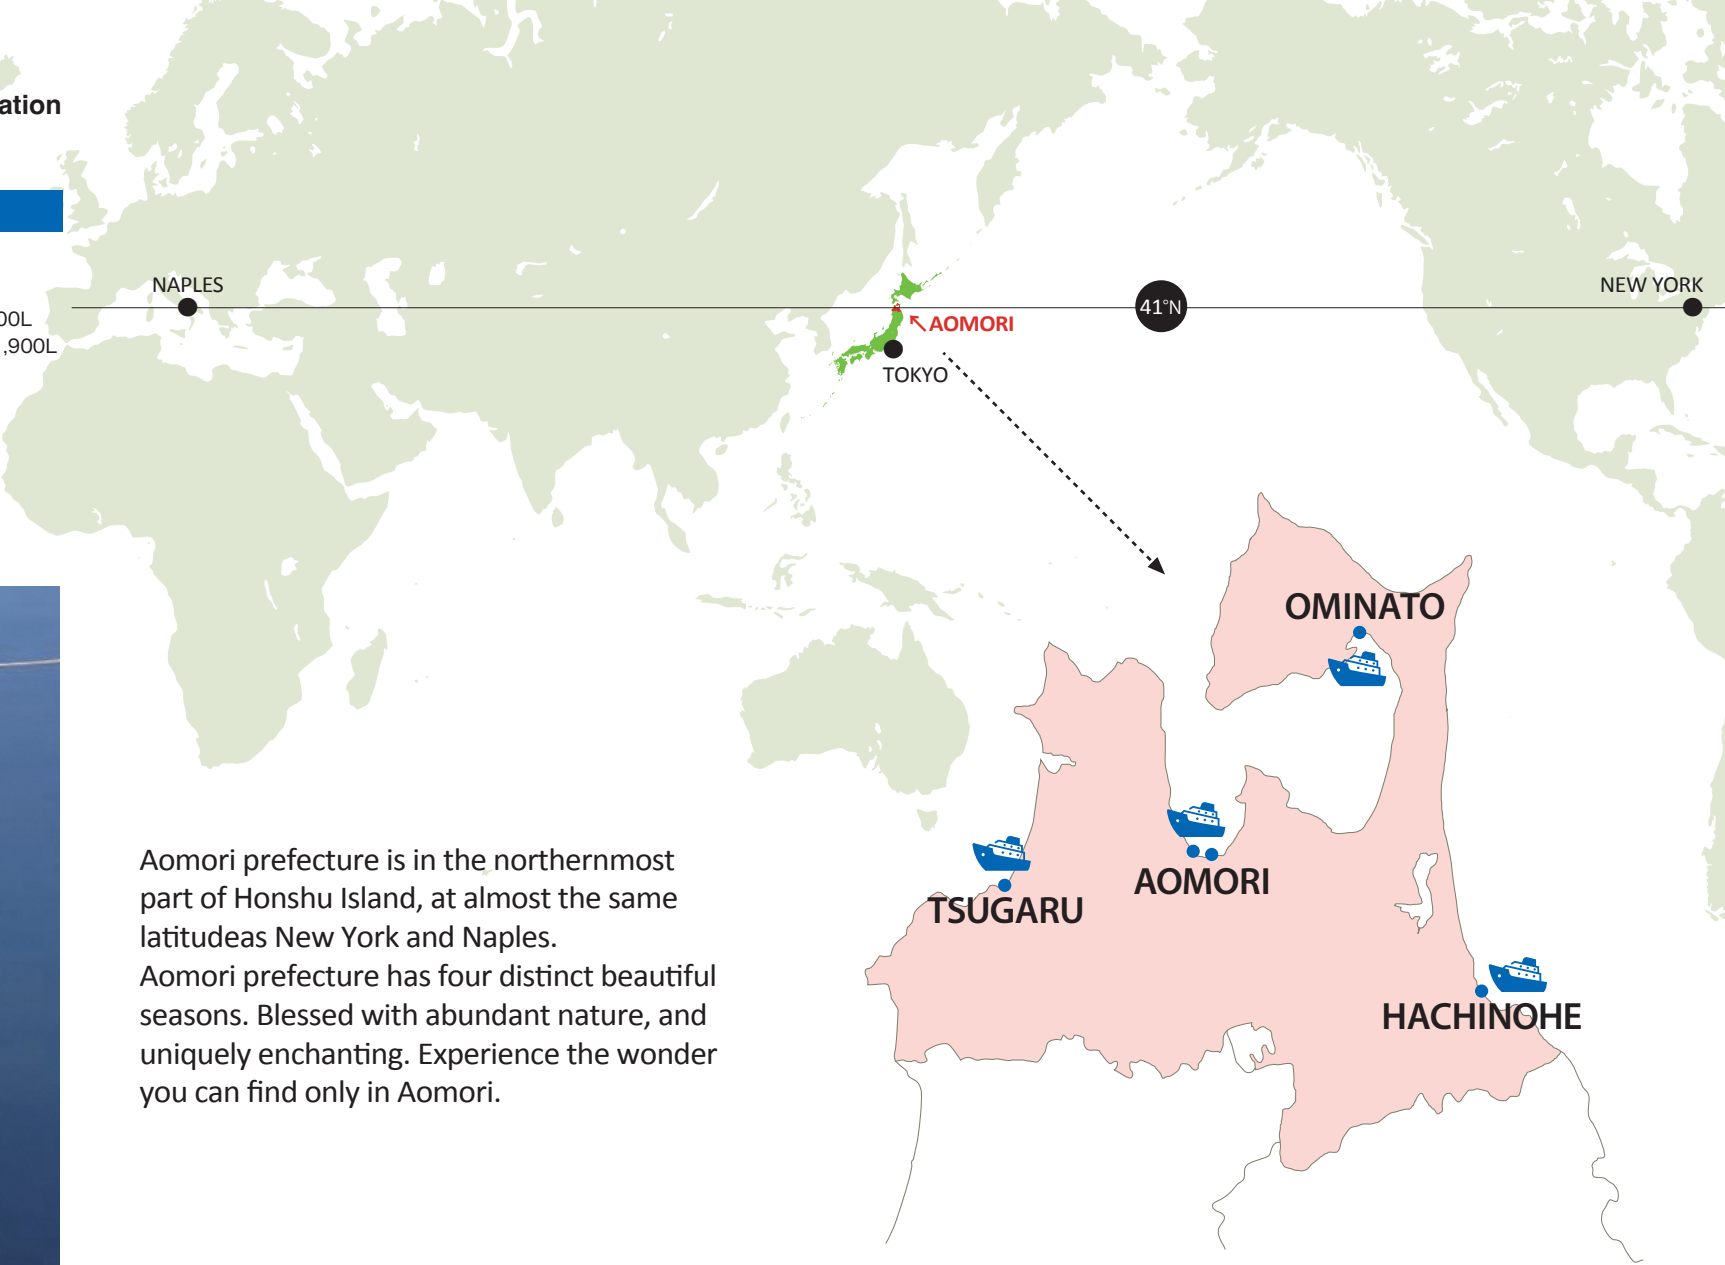 ation
00L
,900L
NAPLES
41°N
NEW YORK
AOMORI
TOKYO
OMINATO
AOMORI
TSUGARU
HACHINOHE
Aomori prefecture is in the northernmost
part of Honshu Island, at almost the same
latitudeas New York and Naples.
Aomori prefecture has four distinct beautiful
seasons. Blessed with abundant nature, and
uniquely enchanting. Experience the wonder
you can find only in Aomori.